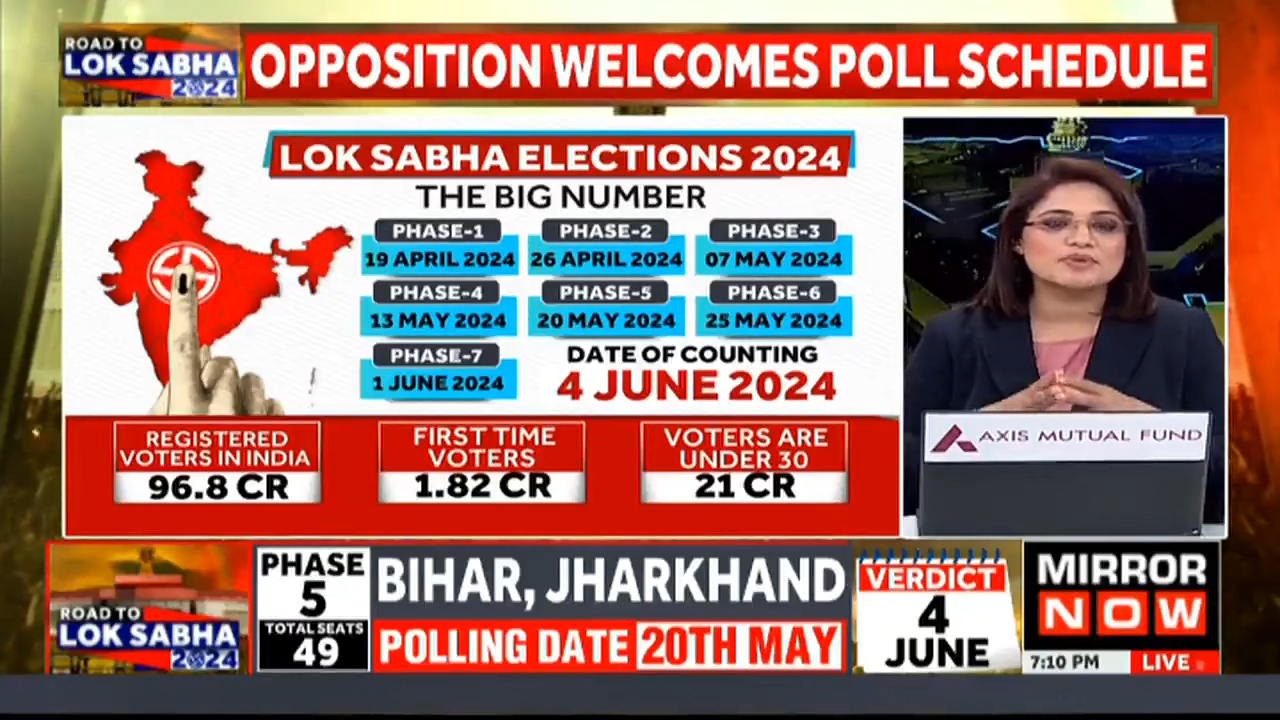 ROAD TO
LOK SABHA
2024
OPPOSITION WELCOMES POLL SCHEDULE
LOK SABHA ELECTIONS 2024
THE BIG NUMBER
PHASE-1
19 APRIL 2024
PHASE-2
26 APRIL 2024
PHASE-3
07 MAY 2024
PHASE-4
13 MAY 2024
PHASE-5
20 MAY 2024
PHASE-6
25 MAY 2024
PHASE-7
1 JUNE 2024
DATE OF COUNTING
4 JUNE 2024
REGISTERED
VOTERS IN INDIA
96.8 CR
FIRST TIME
VOTERS
1.82 CR
VOTERS ARE
UNDER 30
21 CR
AXIS MUTUAL FUND
ROAD TO
LOK SABHA
2024
PHASE
5
TOTAL SEATS
49
BIHAR, JHARKHAND
POLLING DATE 20TH MAY
VERDICT
4
JUNE
MIRROR
NOW
7:10 PM LIVE